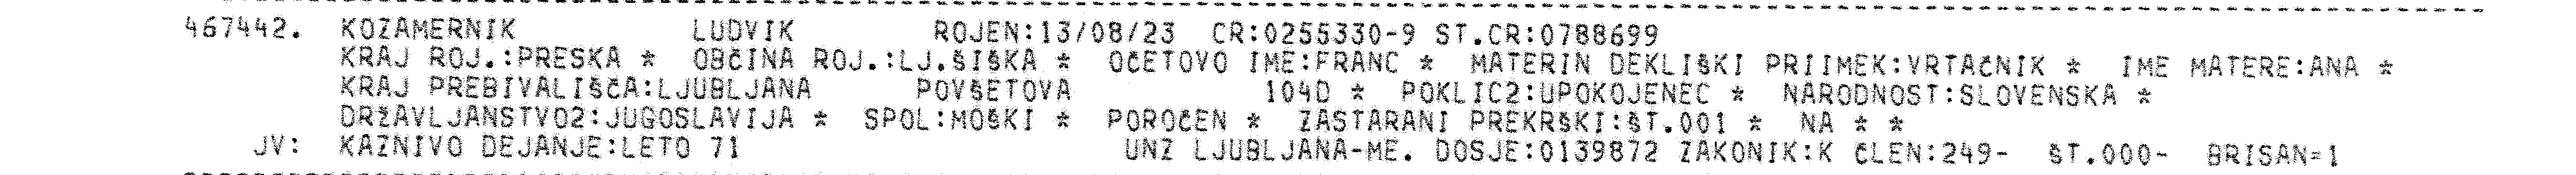 467442. KOZAMERNIK LUDVIK ROJEN:13/08/23 CR:0255330-9 ST.CR:0788699
KRAJ ROJ.:PRESKA * OBČINA ROJ.:LJ.ŠIŠKA * OČETOVO IME:FRANC * MATERIN DEKLIŠKI PRIIMEK:VRTAČNIK * IME MATERE:ANA *
KRAJ PREBIVALIŠČA:LJUBLJANA POVŠETOVA 104D * POKLIC2:UPOKOJENEC * NARODNOST:SLOVENSKA *
DRŽAVLJANSTVO2:JUGOSLAVIJA * SPOL:MOŠKI * POROČEN * ZASTARANI PREKRŠKI:ŠT.001 * NA * *
JV: KAZNIVO DEJANJE:LETO 71 UNZ LJUBLJANA-ME. DOSJE:0139872 ZAKONIK:K ČLEN:249- ŠT.000- BRISAN=1